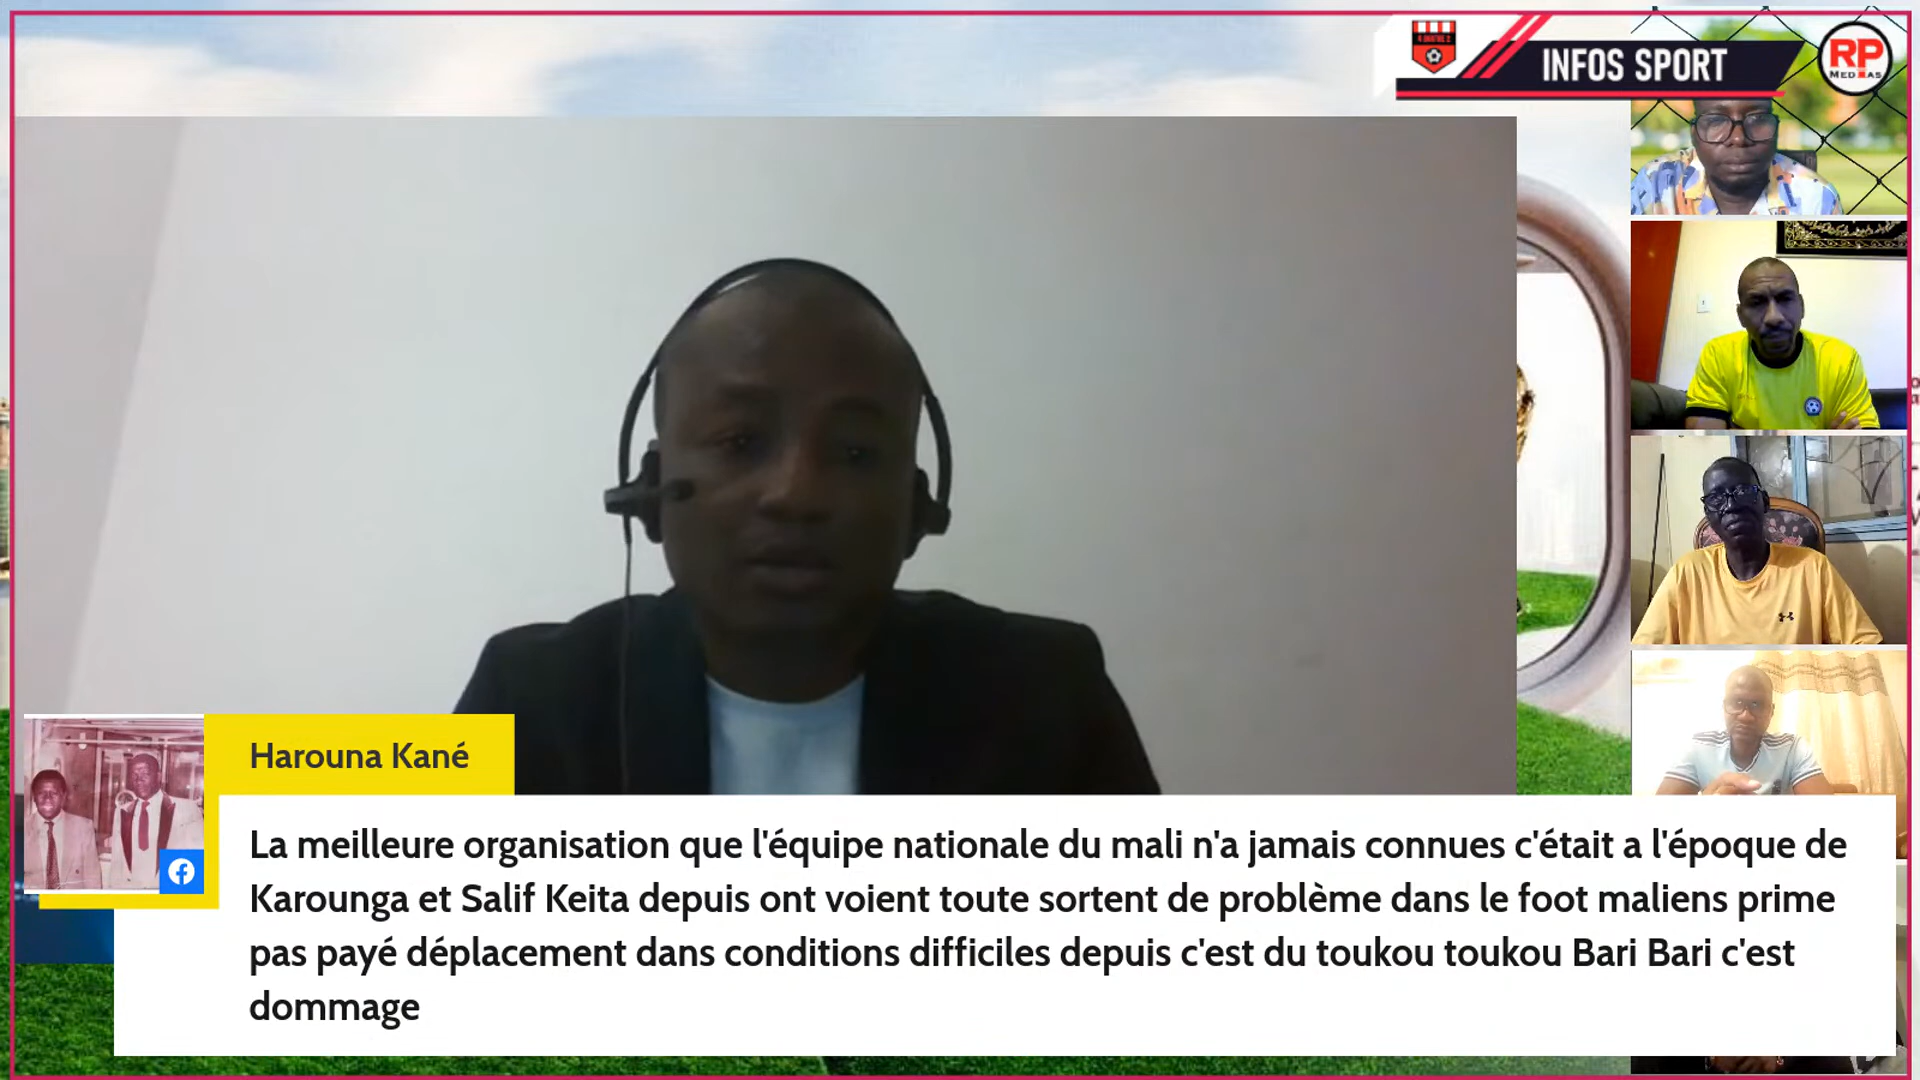 INFOS SPORT
RP
MEDIAS
Harouna Kané
La meilleure organisation que l'équipe nationale du mali n'a jamais connues c'était a l'époque de
Karounga et Salif Keita depuis ont voient toute sortent de problème dans le foot maliens prime
pas payé déplacement dans conditions difficiles depuis c'est du toukou toukou Bari Bari c'est
dommage